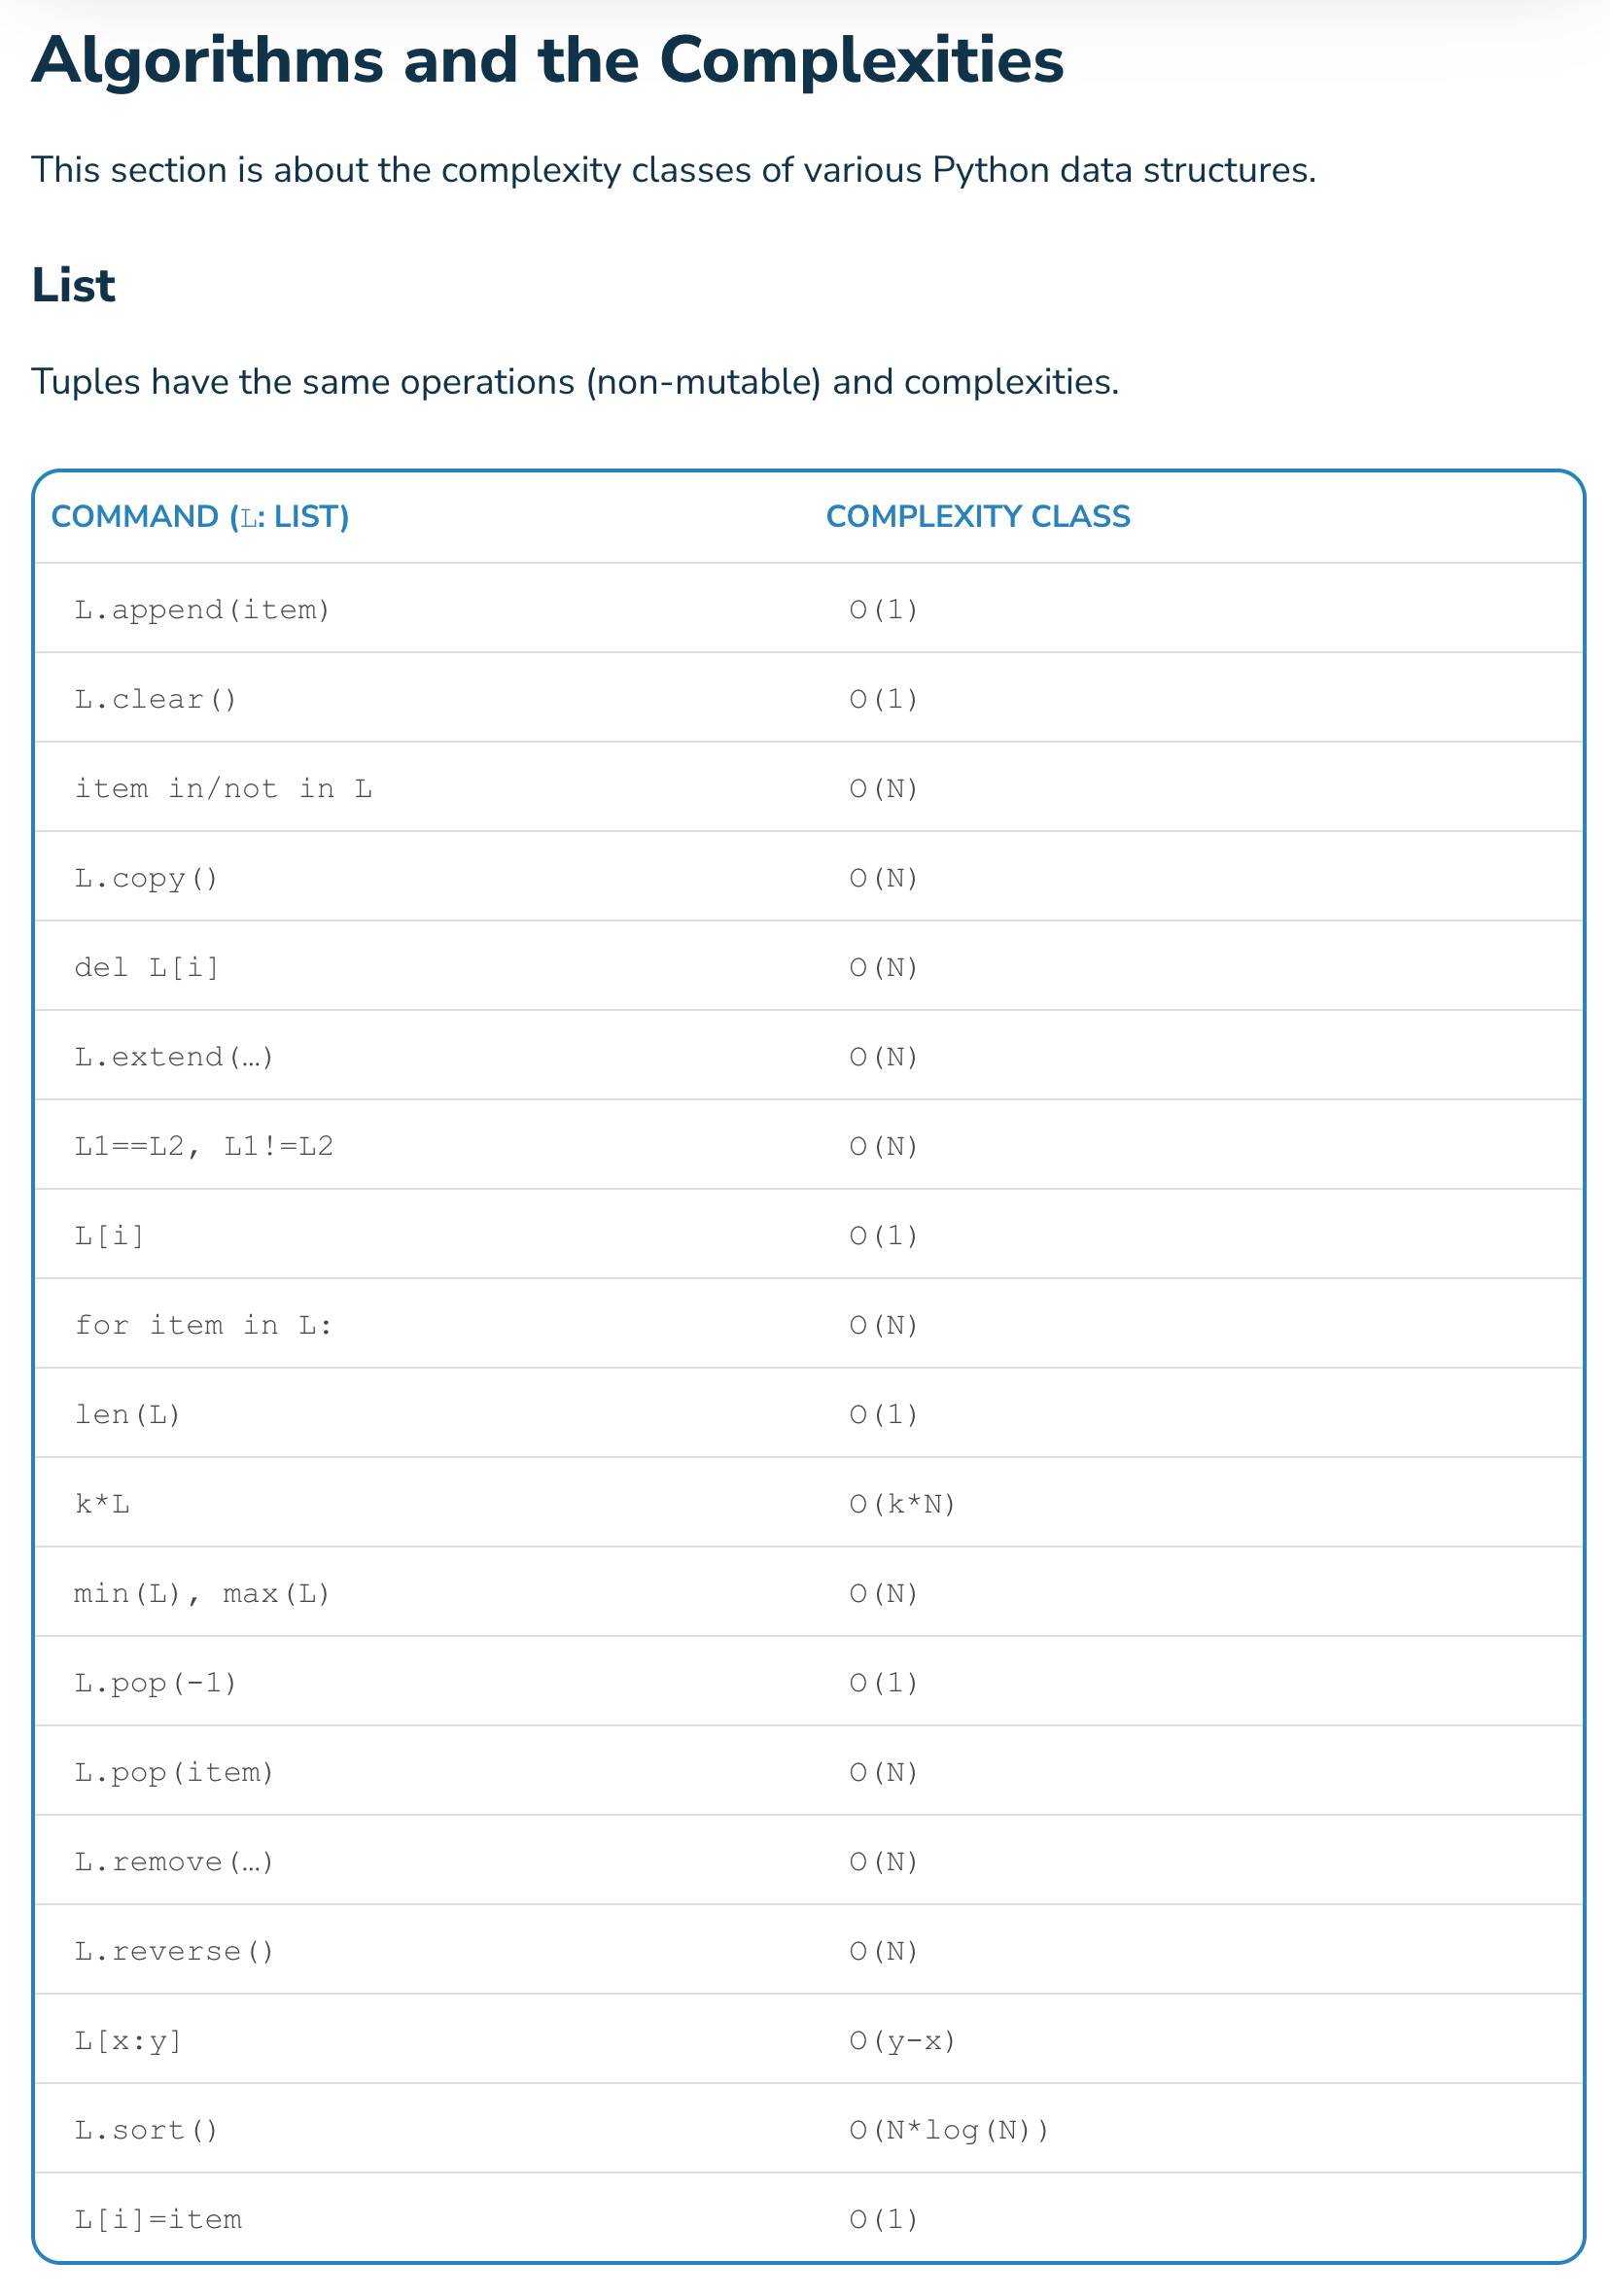 Algorithms and the Complexities
This section is about the complexity classes of various Python data structures.
List
Tuples have the same operations (non-mutable) and complexities.
COMMAND (L: LIST) COMPLEXITY CLASS
L.append(item) O(1)
L.clear() O(1)
item in/not in L O(N)
L.copy() O(N)
del L[i] O(N)
L.extend(…) O(N)
L1==L2, L1!=L2 O(N)
L[i] O(1)
for item in L: O(N)
len(L) O(1)
k*L O(k*N)
min(L), max(L) O(N)
L.pop(-1) O(1)
L.pop(item) O(N)
L.remove(…) O(N)
L.reverse() O(N)
L[x:y] O(y-x)
L.sort() O(N*log(N))
L[i]=item O(1)